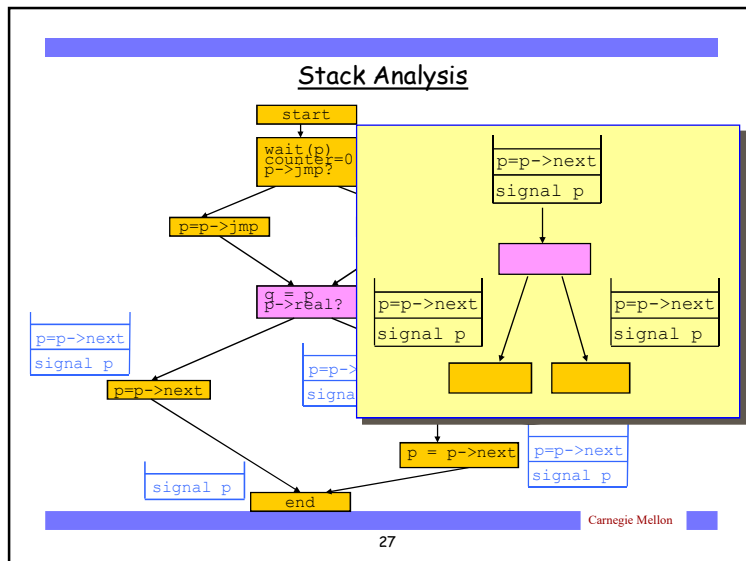 Stack Analysis
start
wait(p)
counter=0
p->jmp?
p=p->jmp
g = p
p->real?
p=p->next
signal p
p=p->next
signal p
p=p->next
signal p
p=p->next
signal p
p=p->next
p=p->
signal
p = p->next
p=p->next
signal p
signal p
end
Carnegie Mellon
27